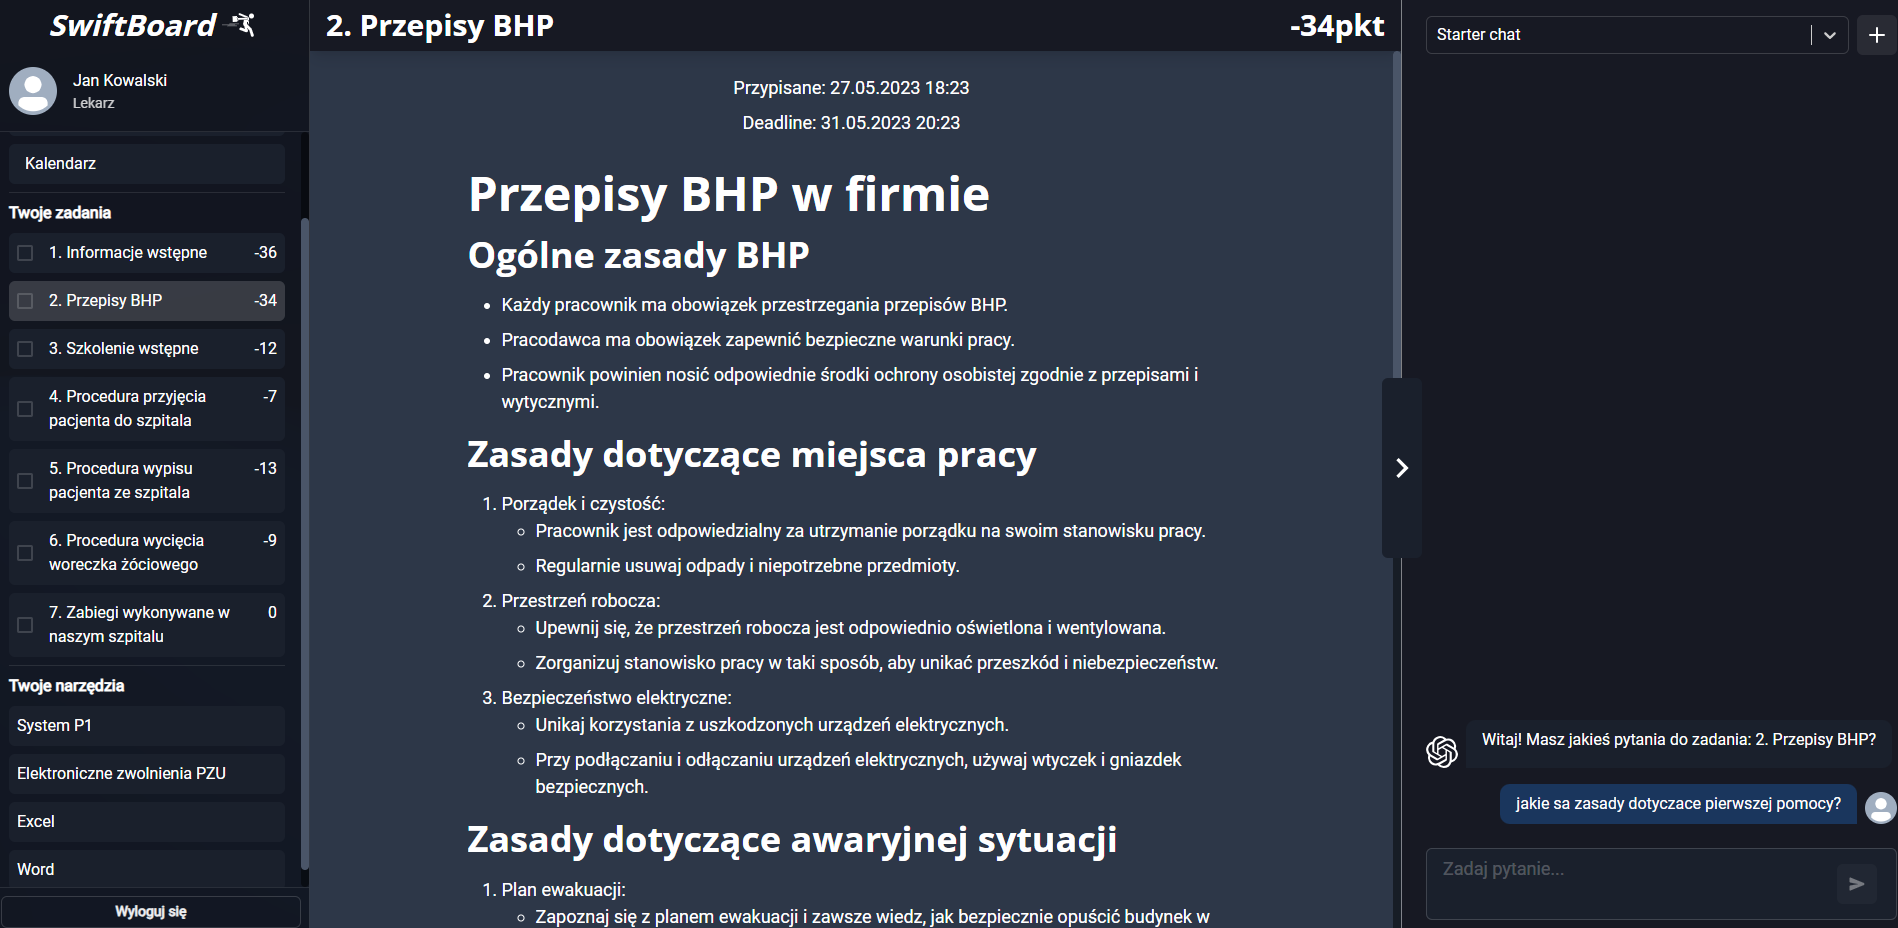 SwiftBoard
Jan Kowalski
Lekarz
Kalendarz
Twoje zadania
1. Informacje wstępne -36
2. Przepisy BHP -34
3. Szkolenie wstępne -12
4. Procedura przyjęcia -7
pacjenta do szpitala
5. Procedura wypisu -13
pacjenta ze szpitala
6. Procedura wycięcia -9
woreczka żóciowego
7. Zabiegi wykonywane w 0
naszym szpitalu
Twoje narzędzia
System P1
Elektroniczne zwolnienia PZU
Excel
Word
Wyloguj się
2. Przepisy BHP -34pkt
Przypisane: 27.05.2023 18:23
Deadline: 31.05.2023 20:23
Przepisy BHP w firmie
Ogólne zasady BHP
• Każdy pracownik ma obowiązek przestrzegania przepisów BHP.
• Pracodawca ma obowiązek zapewnić bezpieczne warunki pracy.
• Pracownik powinien nosić odpowiednie środki ochrony osobistej zgodnie z przepisami i
wytycznymi.
Zasady dotyczące miejsca pracy
1. Porządek i czystość:
◦ Pracownik jest odpowiedzialny za utrzymanie porządku na swoim stanowisku pracy.
◦ Regularnie usuwaj odpady i niepotrzebne przedmioty.
2. Przestrzeń robocza:
◦ Upewnij się, że przestrzeń robocza jest odpowiednio oświetlona i wentylowana.
◦ Zorganizuj stanowisko pracy w taki sposób, aby unikać przeszkód i niebezpieczeństw.
3. Bezpieczeństwo elektryczne:
◦ Unikaj korzystania z uszkodzonych urządzeń elektrycznych.
◦ Przy podłączaniu i odłączaniu urządzeń elektrycznych, używaj wtyczek i gniazdek
bezpiecznych.
Zasady dotyczące awaryjnej sytuacji
1. Plan ewakuacji:
◦ Zapoznaj się z planem ewakuacji i zawsze wiedz, jak bezpiecznie opuścić budynek w
Starter chat
Witaj! Masz jakieś pytania do zadania: 2. Przepisy BHP?
jakie sa zasady dotyczace pierwszej pomocy?
Zadaj pytanie...